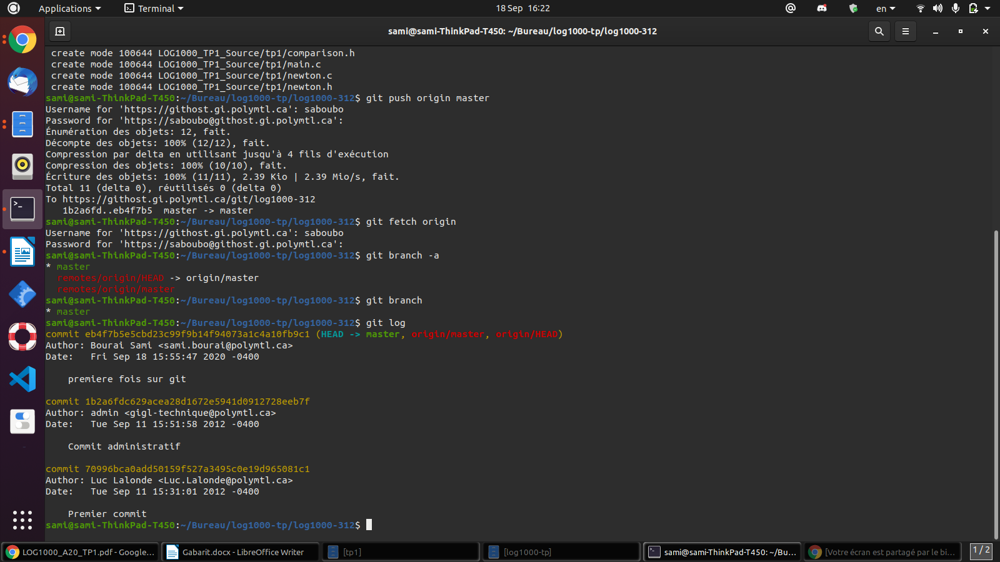 Applications
Terminal
18 Sep 16:22
en
sami@sami-ThinkPad-T450: ~/Bureau/log1000-tp/log1000-312
create mode 100644 LOG1000_TP1_Source/tp1/comparison.h
create mode 100644 LOG1000_TP1_Source/tp1/main.c
create mode 100644 LOG1000_TP1_Source/tp1/newton.c
create mode 100644 LOG1000_TP1_Source/tp1/newton.h
sami@sami-ThinkPad-T450:~/Bureau/log1000-tp/log1000-312$ git push origin master
Username for 'https://githost.gi.polymtl.ca': saboubo
Password for 'https://saboubo@githost.gi.polymtl.ca':
Énumération des objets: 12, fait.
Décompte des objets: 100% (12/12), fait.
Compression par delta en utilisant jusqu'à 4 fils d'exécution
Compression des objets: 100% (10/10), fait.
Écriture des objets: 100% (11/11), 2.39 Kio | 2.39 Mio/s, fait.
Total 11 (delta 0), réutilisés 0 (delta 0)
To https://githost.gi.polymtl.ca/git/log1000-312
1b2a6fd..eb4f7b5  master -> master
sami@sami-ThinkPad-T450:~/Bureau/log1000-tp/log1000-312$ git fetch origin
Username for 'https://githost.gi.polymtl.ca': saboubo
Password for 'https://saboubo@githost.gi.polymtl.ca':
sami@sami-ThinkPad-T450:~/Bureau/log1000-tp/log1000-312$ git branch -a
* master
remotes/origin/HEAD -> origin/master
remotes/origin/master
sami@sami-ThinkPad-T450:~/Bureau/log1000-tp/log1000-312$ git branch
* master
sami@sami-ThinkPad-T450:~/Bureau/log1000-tp/log1000-312$ git log
commit eb4f7b5e5cbd23c99f9b14f94073a1c4a10fb9c1 (HEAD -> master, origin/master, origin/HEAD)
Author: Bourai Sami <sami.bourai@polymtl.ca>
Date:   Fri Sep 18 15:55:47 2020 -0400
premiere fois sur git
commit 1b2a6fdc629acea28d1672e5941d0912728eeb7f
Author: admin <gigl-technique@polymtl.ca>
Date:   Tue Sep 11 15:51:58 2012 -0400
Commit administratif
commit 70996bca0add50159f527a3495c0e19d965081c1
Author: Luc Lalonde <Luc.Lalonde@polymtl.ca>
Date:   Tue Sep 11 15:31:01 2012 -0400
Premier commit
sami@sami-ThinkPad-T450:~/Bureau/log1000-tp/log1000-312$
LOG1000_A20_TP1.pdf - Google...
Gabarit.docx - LibreOffice Writer
[tp1]
[log1000-tp]
sami@sami-ThinkPad-T450: ~/Bu...
[Votre écran est partagé par le bi...
1 / 2